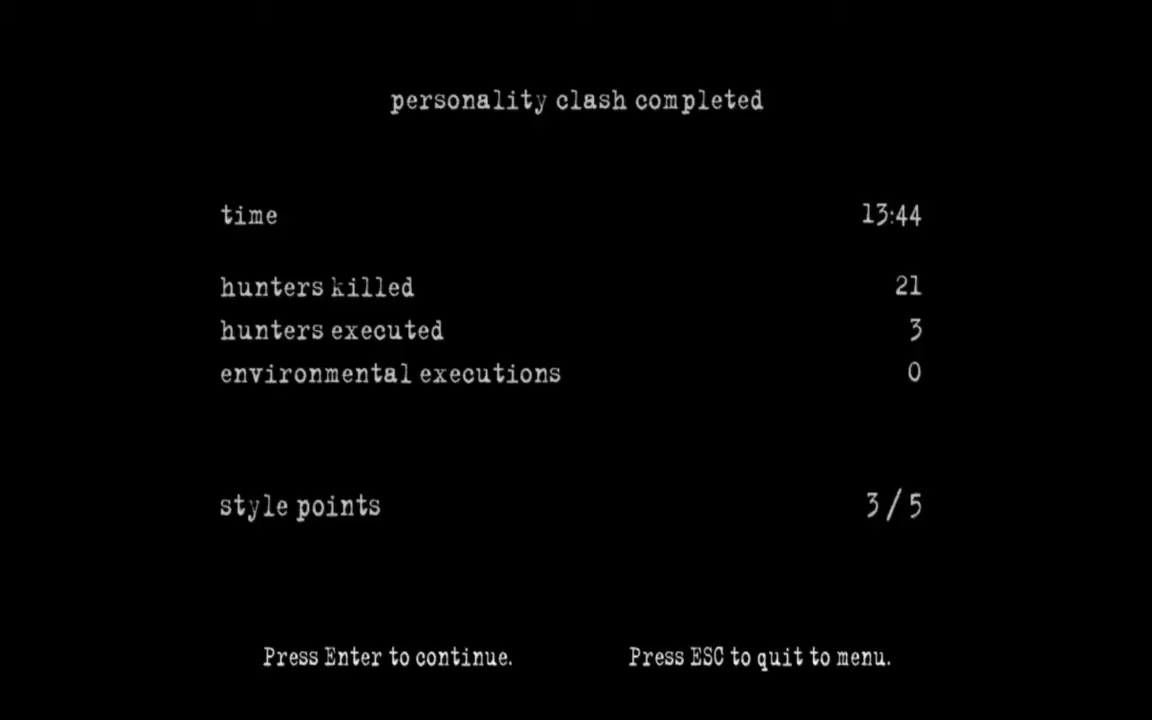 personality clash completed
time 13:44
hunters killed 21
hunters executed 3
environmental executions 0
style points 3 / 5
Press Enter to continue. Press ESC to quit to menu.